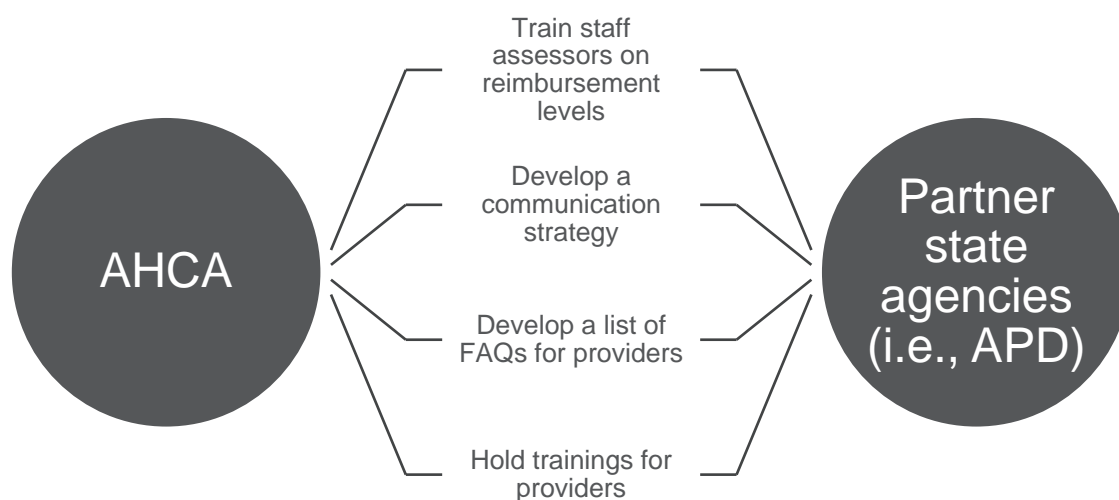 AHCA
Train staff
assessors on
reimbursement
levels
Develop a
communication
strategy
Develop a list of
FAQs for providers
Hold trainings for
providers
Partner
state
agencies
(i.e., APD)